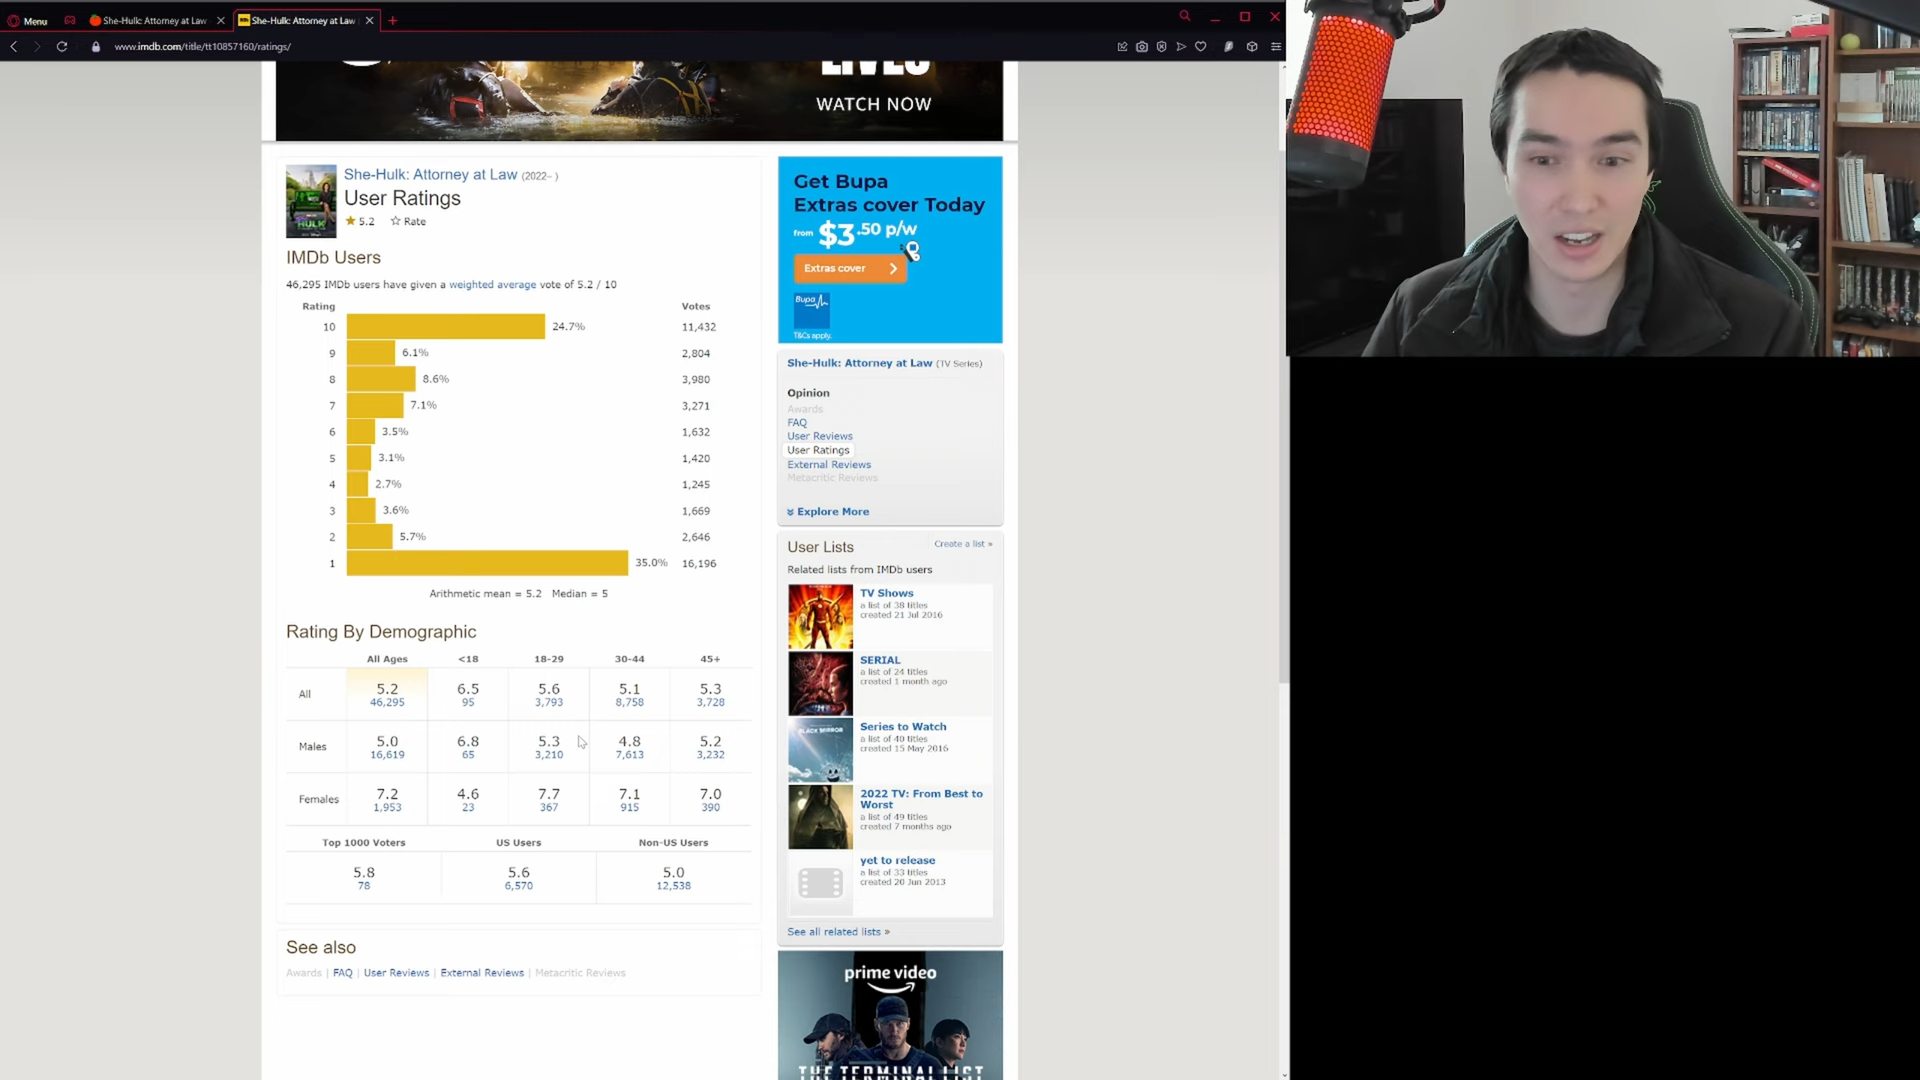 Menu
She-Hulk: Attorney at Law
She-Hulk: Attorney at Law
www.imdb.com/title/tt10857160/ratings/
LIVES
WATCH NOW
She-Hulk: Attorney at Law (2022– )
User Ratings
5.2 Rate
IMDb Users
46,295 IMDb users have given a weighted average vote of 5.2 / 10
Rating Votes
10 24.7% 11,432
9 6.1% 2,804
8 8.6% 3,980
7 7.1% 3,271
6 3.5% 1,632
5 3.1% 1,420
4 2.7% 1,245
3 3.6% 1,669
2 5.7% 2,646
1 35.0% 16,196
Arithmetic mean = 5.2 Median = 5
Rating By Demographic
All Ages <18 18-29 30-44 45+
All 5.2 6.5 5.6 5.1 5.3
46,295 95 3,793 8,758 3,728
Males 5.0 6.8 5.3 4.8 5.2
16,619 65 3,210 7,613 3,232
Females 7.2 4.6 7.7 7.1 7.0
1,953 23 367 915 390
Top 1000 Voters US Users Non-US Users
5.8 5.6 5.0
78 6,570 12,538
See also
Awards | FAQ | User Reviews | External Reviews | Metacritic Reviews
Get Bupa
Extras cover Today
from $3.50 p/w
Extras cover
Bupa
T&Cs apply.
She-Hulk: Attorney at Law (TV Series)
Opinion
Awards
FAQ
User Reviews
User Ratings
External Reviews
Metacritic Reviews
Explore More
User Lists Create a list »
Related lists from IMDb users
TV Shows
a list of 38 titles
created 21 Jul 2016
SERIAL
a list of 24 titles
created 1 month ago
Series to Watch
a list of 40 titles
created 15 May 2016
2022 TV: From Best to
Worst
a list of 49 titles
created 7 months ago
yet to release
a list of 33 titles
created 20 Jun 2013
See all related lists »
prime video
THE TERMINAL LIST